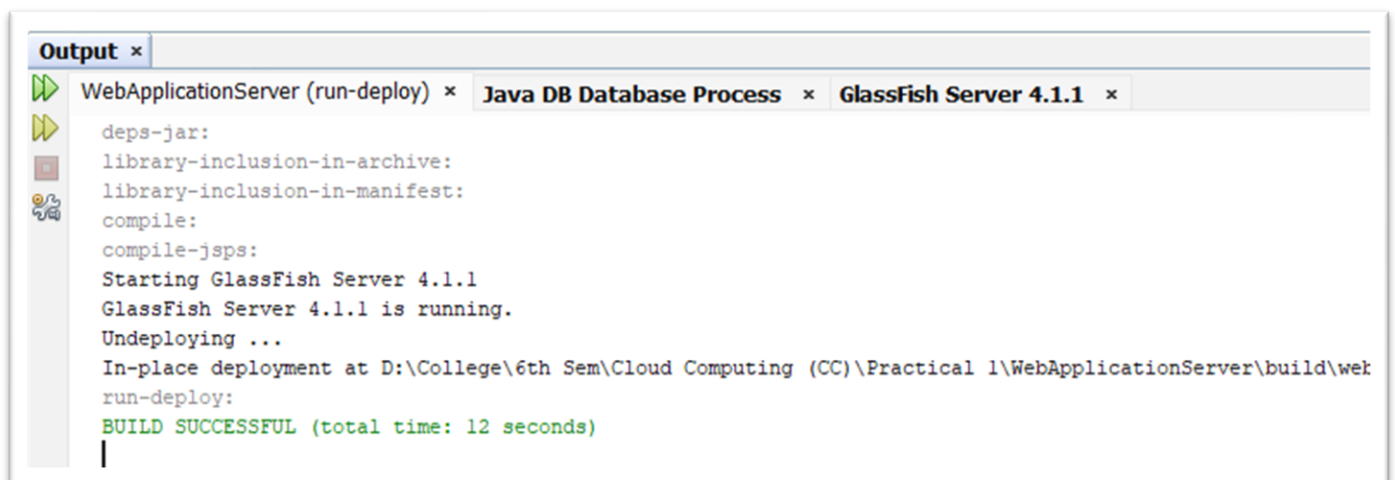 Output ×
WebApplicationServer (run-deploy) × Java DB Database Process × GlassFish Server 4.1.1 ×
deps-jar:
library-inclusion-in-archive:
library-inclusion-in-manifest:
compile:
compile-jsps:
Starting GlassFish Server 4.1.1
GlassFish Server 4.1.1 is running.
Undeploying ...
In-place deployment at D:\College\6th Sem\Cloud Computing (CC)\Practical 1\WebApplicationServer\build\web
run-deploy:
BUILD SUCCESSFUL (total time: 12 seconds)